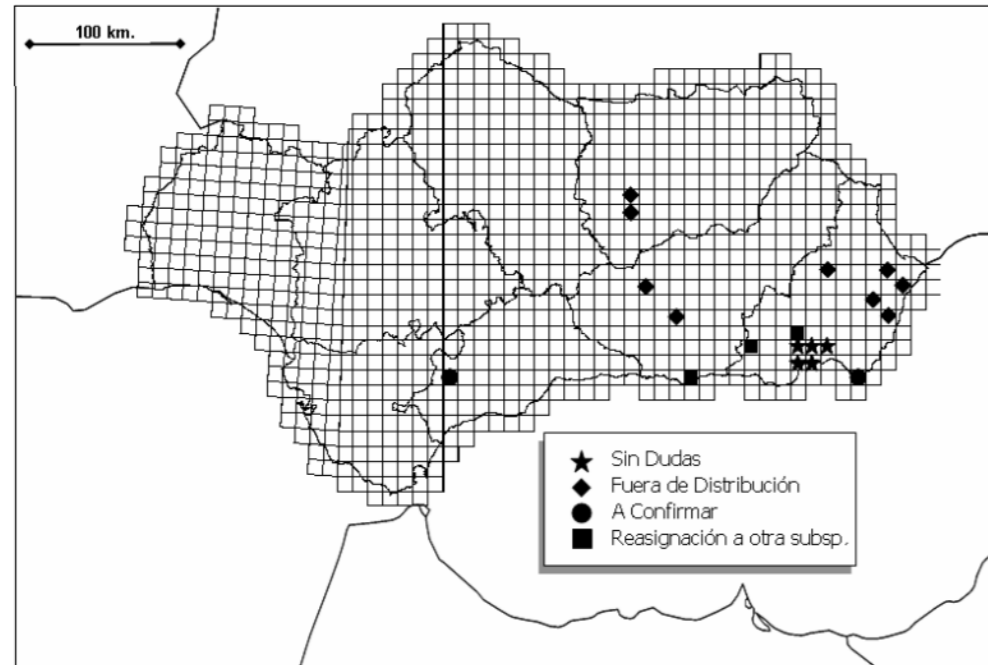 100 km.
Sin Dudas
Fuera de Distribución
A Confirmar
Reasignación a otra subsp.